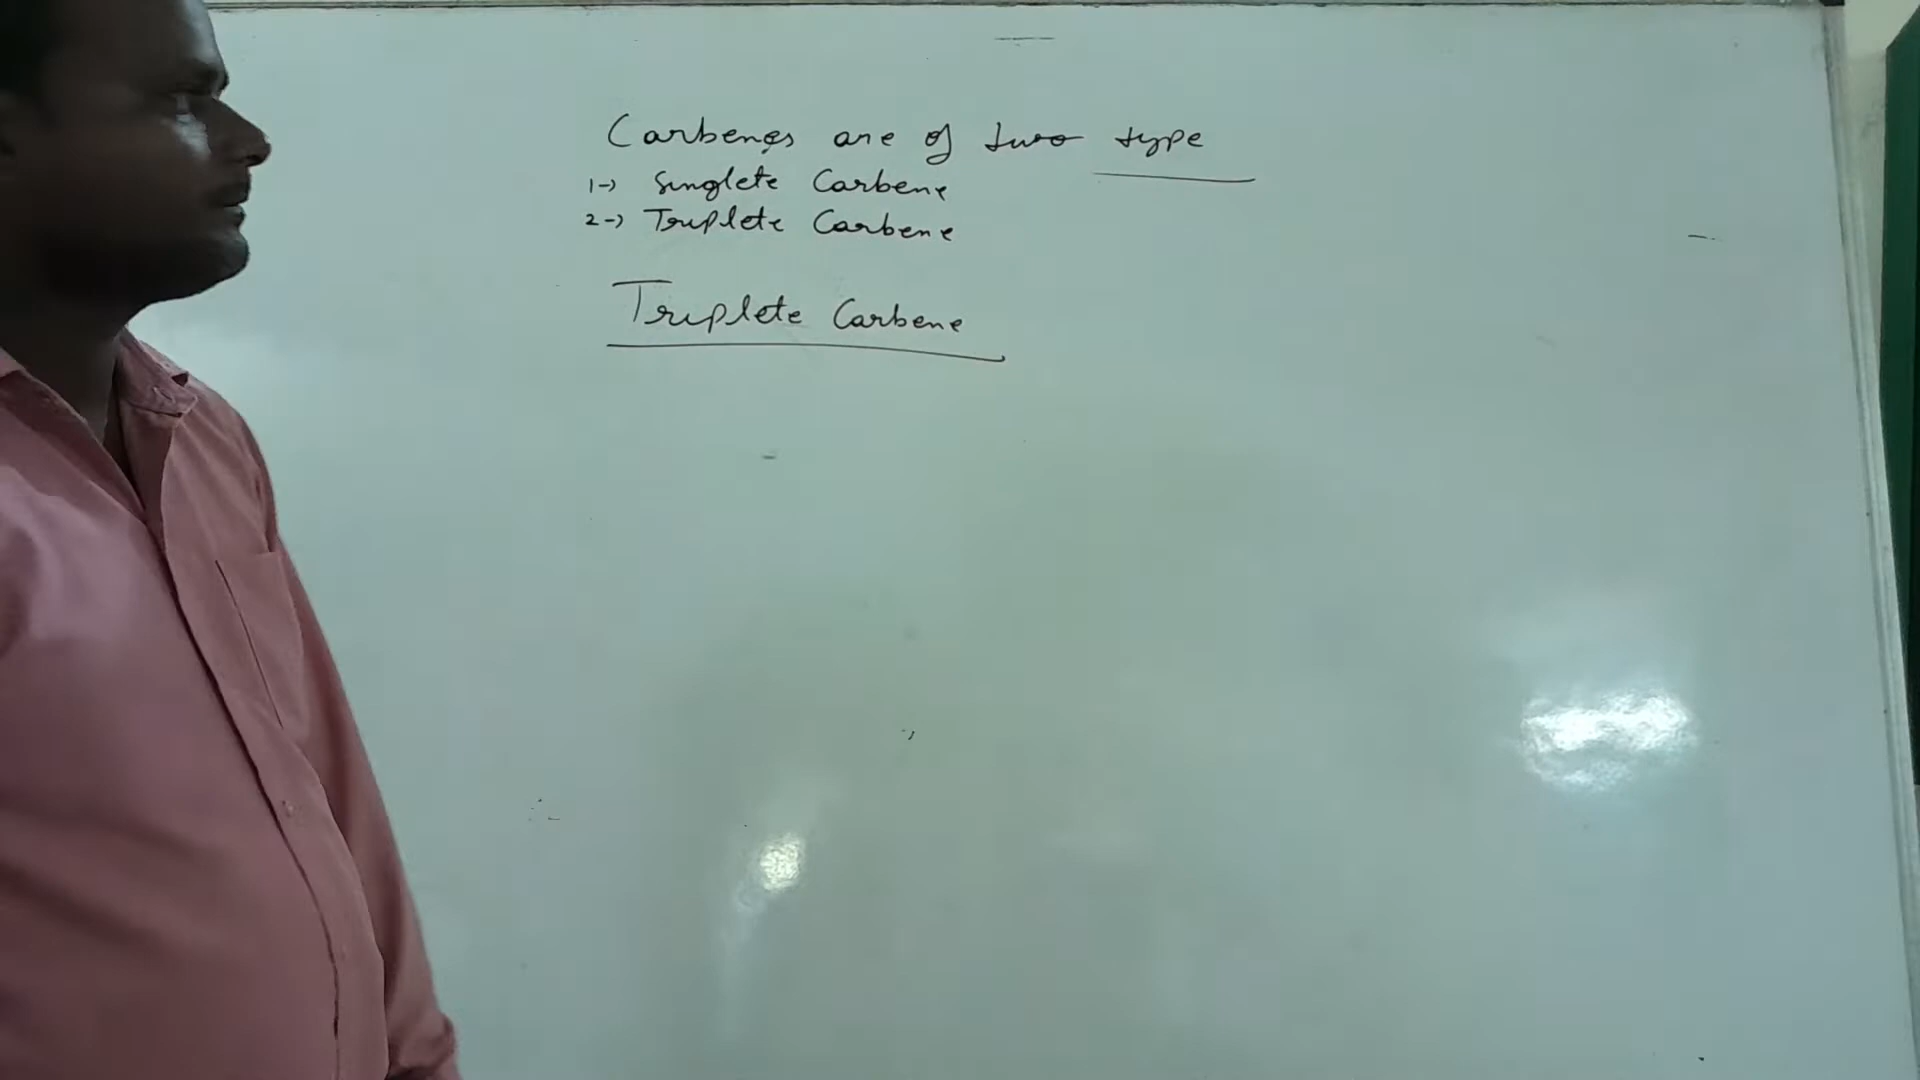 Carbenes are of two type
1-) Singlete Carbene
2-) Triplete Carbene
Triplete Carbene